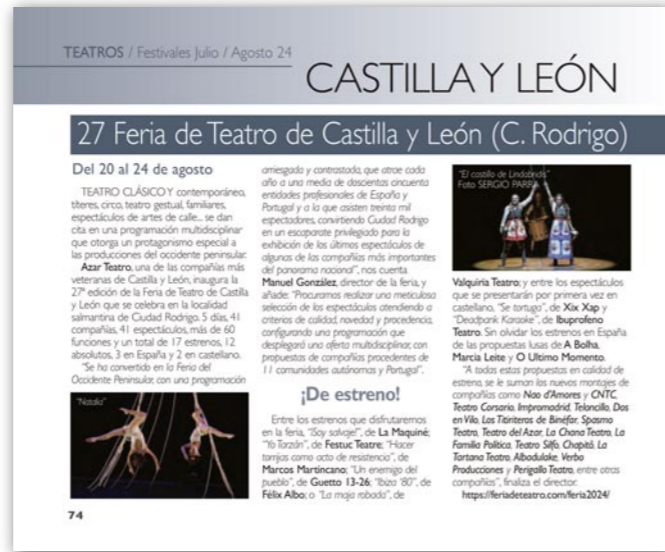 TEATROS / Festivales Julio / Agosto 24
CASTILLA Y LEÓN
27 Feria de Teatro de Castilla y León (C. Rodrigo)
Del 20 al 24 de agosto
TEATRO CLÁSICO Y contemporáneo,
títeres, circo, teatro gestual, familiares,
espectáculos de artes de calle... se dan
cita en una programación multidisciplinar
que otorga un protagonismo especial a
las producciones del occidente peninsular.
Azar Teatro, una de las compañías más
veteranas de Castilla y León, inaugura la
27ª edición de la Feria de Teatro de Castilla
y León que se celebra en la localidad
salmantina de Ciudad Rodrigo. 5 días, 41
compañías, 41 espectáculos, más de 60
funciones y un total de 17 estrenos, 12
absolutos, 3 en España y 2 en castellano.
"Se ha convertido en la Feria del
Occidente Peninsular, con una programación
"Natalia"
74
arriesgada y contrastada, que atrae cada
año a una media de doscientas cincuenta
entidades profesionales de España y
Portugal y a la que asisten treinta mil
espectadores, convirtiendo Ciudad Rodrigo
en un escaparate privilegiado para la
exhibición de los últimos espectáculos de
algunas de las compañías más importantes
del panorama nacional", nos cuenta
Manuel González, director de la feria, y
añade: "Procuramos realizar una meticulosa
selección de los espectáculos atendiendo a
criterios de calidad, novedad y procedencia,
configurando una programación que
desplegará una oferta multidisciplinar, con
propuestas de compañías procedentes de
11 comunidades autónomas y Portugal".
¡De estreno!
Entre los estrenos que disfrutaremos
en la feria, "¡Soy salvaje!", de La Maquiné;
"Yo Tarzán", de Festuc Teatre; "Hacer
torrijas como acto de resistencia", de
Marcos Martincano; "Un enemigo del
pueblo", de Guetto 13-26; "Ibiza '80", de
Félix Albo; o "La maja robada", de
"El castillo de Lindabridis"
Foto SERGIO PARRA
Valquiria Teatro; y entre los espectáculos
que se presentarán por primera vez en
castellano, "Se tortuga", de Xix Xap y
"Deadpank Karaoke", de Ibuprofeno
Teatro. Sin olvidar los estrenos en España
de las propuestas lusas de A Bolha,
Marcia Leite y O Ultimo Momento.
"A todas estas propuestas en calidad de
estreno, se le suman los nuevos montajes de
compañías como Nao d'Amores y CNTC,
Teatro Corsario, Impromadrid, Teloncillo, Dos
en Vilo, Los Titiriteros de Binéfar, Spasmo
Teatro, Teatro del Azar, La Chana Teatro, La
Familia Política, Teatro Silfo, Chapitô, La
Tartana Teatro, Albadulake, Verbo
Producciones y Perigallo Teatro, entre otras
compañías", finaliza el director.
https://feriadeteatro.com/feria2024/